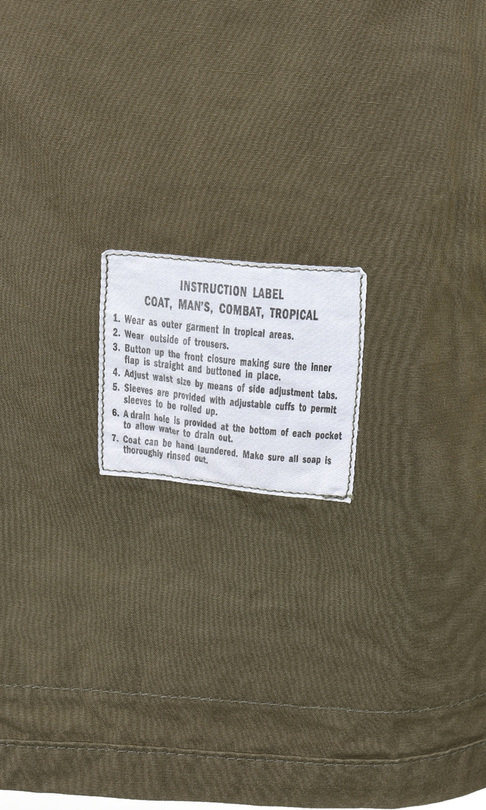 INSTRUCTION LABEL
COAT, MAN'S, COMBAT, TROPICAL
1. Wear as outer garment in tropical areas.
2. Wear outside of trousers.
3. Button up the front closure making sure the inner
flap is straight and buttoned in place.
4. Adjust waist size by means of side adjustment tabs.
5. Sleeves are provided with adjustable cuffs to permit
sleeves to be rolled up.
6. A drain hole is provided at the bottom of each pocket
to allow water to drain out.
7. Coat can be hand laundered. Make sure all soap is
thoroughly rinsed out.